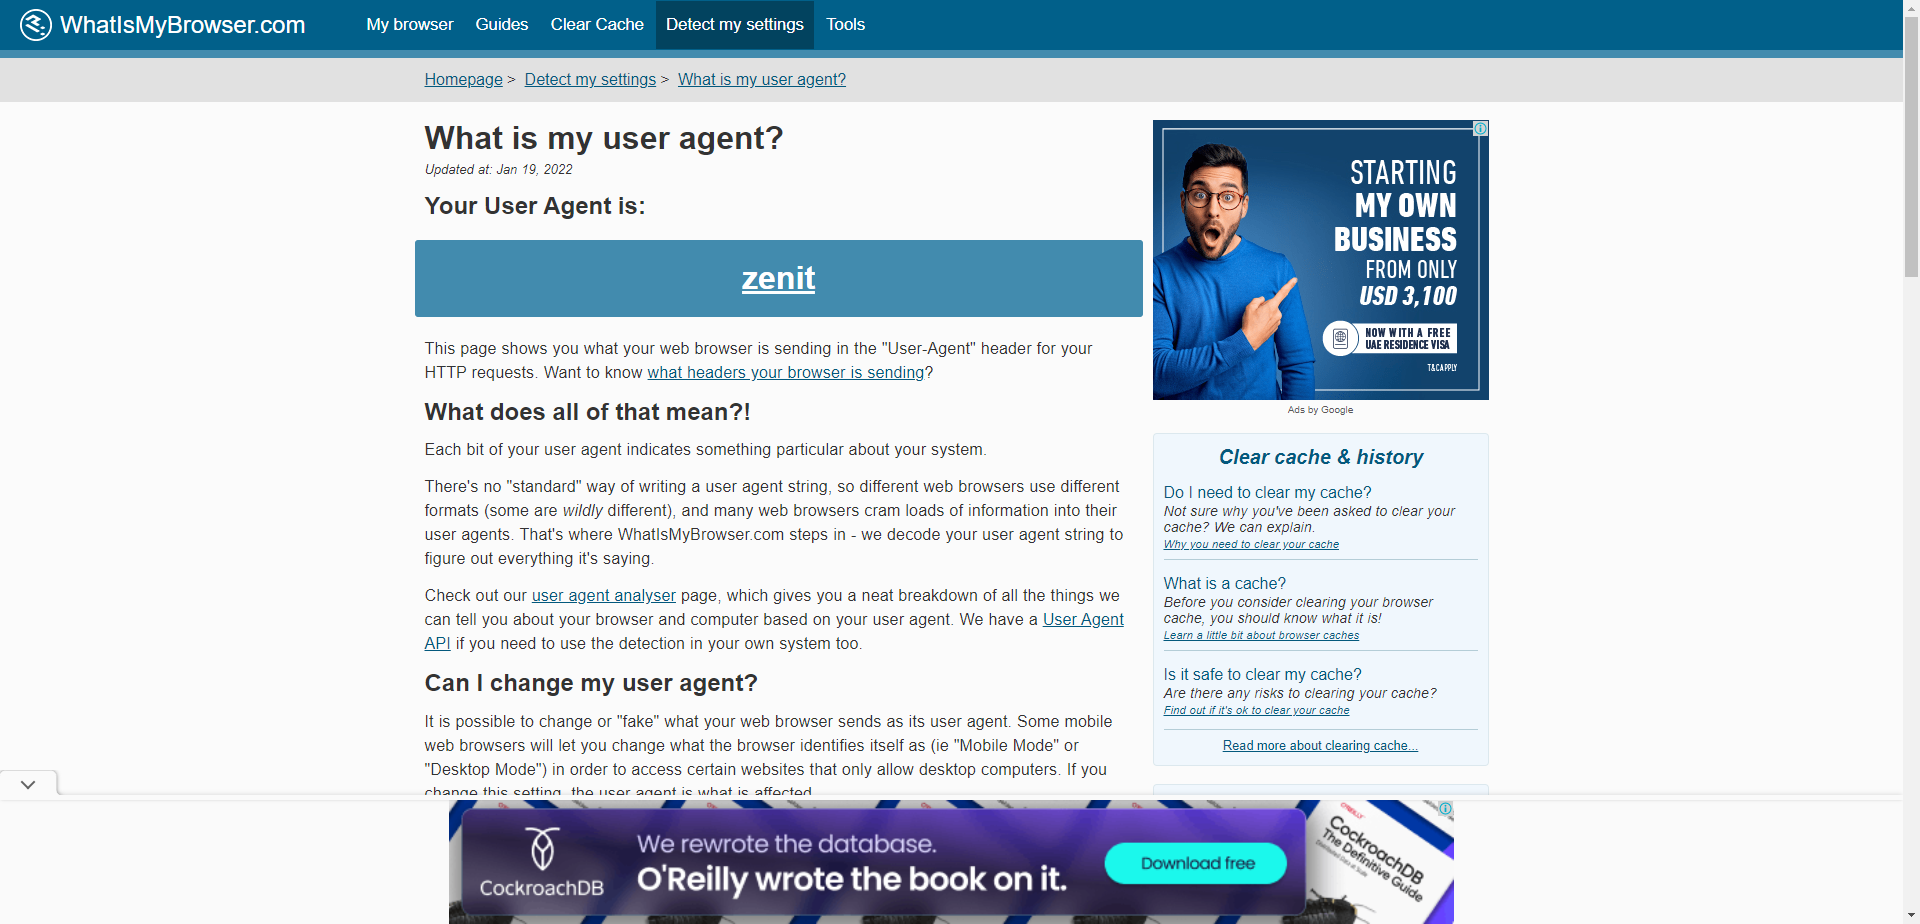 WhatIsMyBrowser.com
My browser Guides Clear Cache Detect my settings Tools
Homepage > Detect my settings > What is my user agent?
What is my user agent?
Updated at: Jan 19, 2022
Your User Agent is:
zenit
This page shows you what your web browser is sending in the "User-Agent" header for your
HTTP requests. Want to know what headers your browser is sending?
What does all of that mean?!
Each bit of your user agent indicates something particular about your system.
There's no "standard" way of writing a user agent string, so different web browsers use different
formats (some are wildly different), and many web browsers cram loads of information into their
user agents. That's where WhatIsMyBrowser.com steps in - we decode your user agent string to
figure out everything it's saying.
Check out our user agent analyser page, which gives you a neat breakdown of all the things we
can tell you about your browser and computer based on your user agent. We have a User Agent
API if you need to use the detection in your own system too.
Can I change my user agent?
It is possible to change or "fake" what your web browser sends as its user agent. Some mobile
web browsers will let you change what the browser identifies itself as (ie "Mobile Mode" or
"Desktop Mode") in order to access certain websites that only allow desktop computers. If you
change this setting, the user agent is what is affected.
STARTING
MY OWN
BUSINESS
FROM ONLY
USD 3,100
NOW WITH A FREE
UAE RESIDENCE VISA
T&C APPLY
Ads by Google
Clear cache & history
Do I need to clear my cache?
Not sure why you've been asked to clear your
cache? We can explain.
Why you need to clear your cache
What is a cache?
Before you consider clearing your browser
cache, you should know what it is!
Learn a little bit about browser caches
Is it safe to clear my cache?
Are there any risks to clearing your cache?
Find out if it's ok to clear your cache
Read more about clearing cache...
CockroachDB
We rewrote the database.
O'Reilly wrote the book on it.
Download free
O'REILLY
CockroachDB
The Definitive Guide